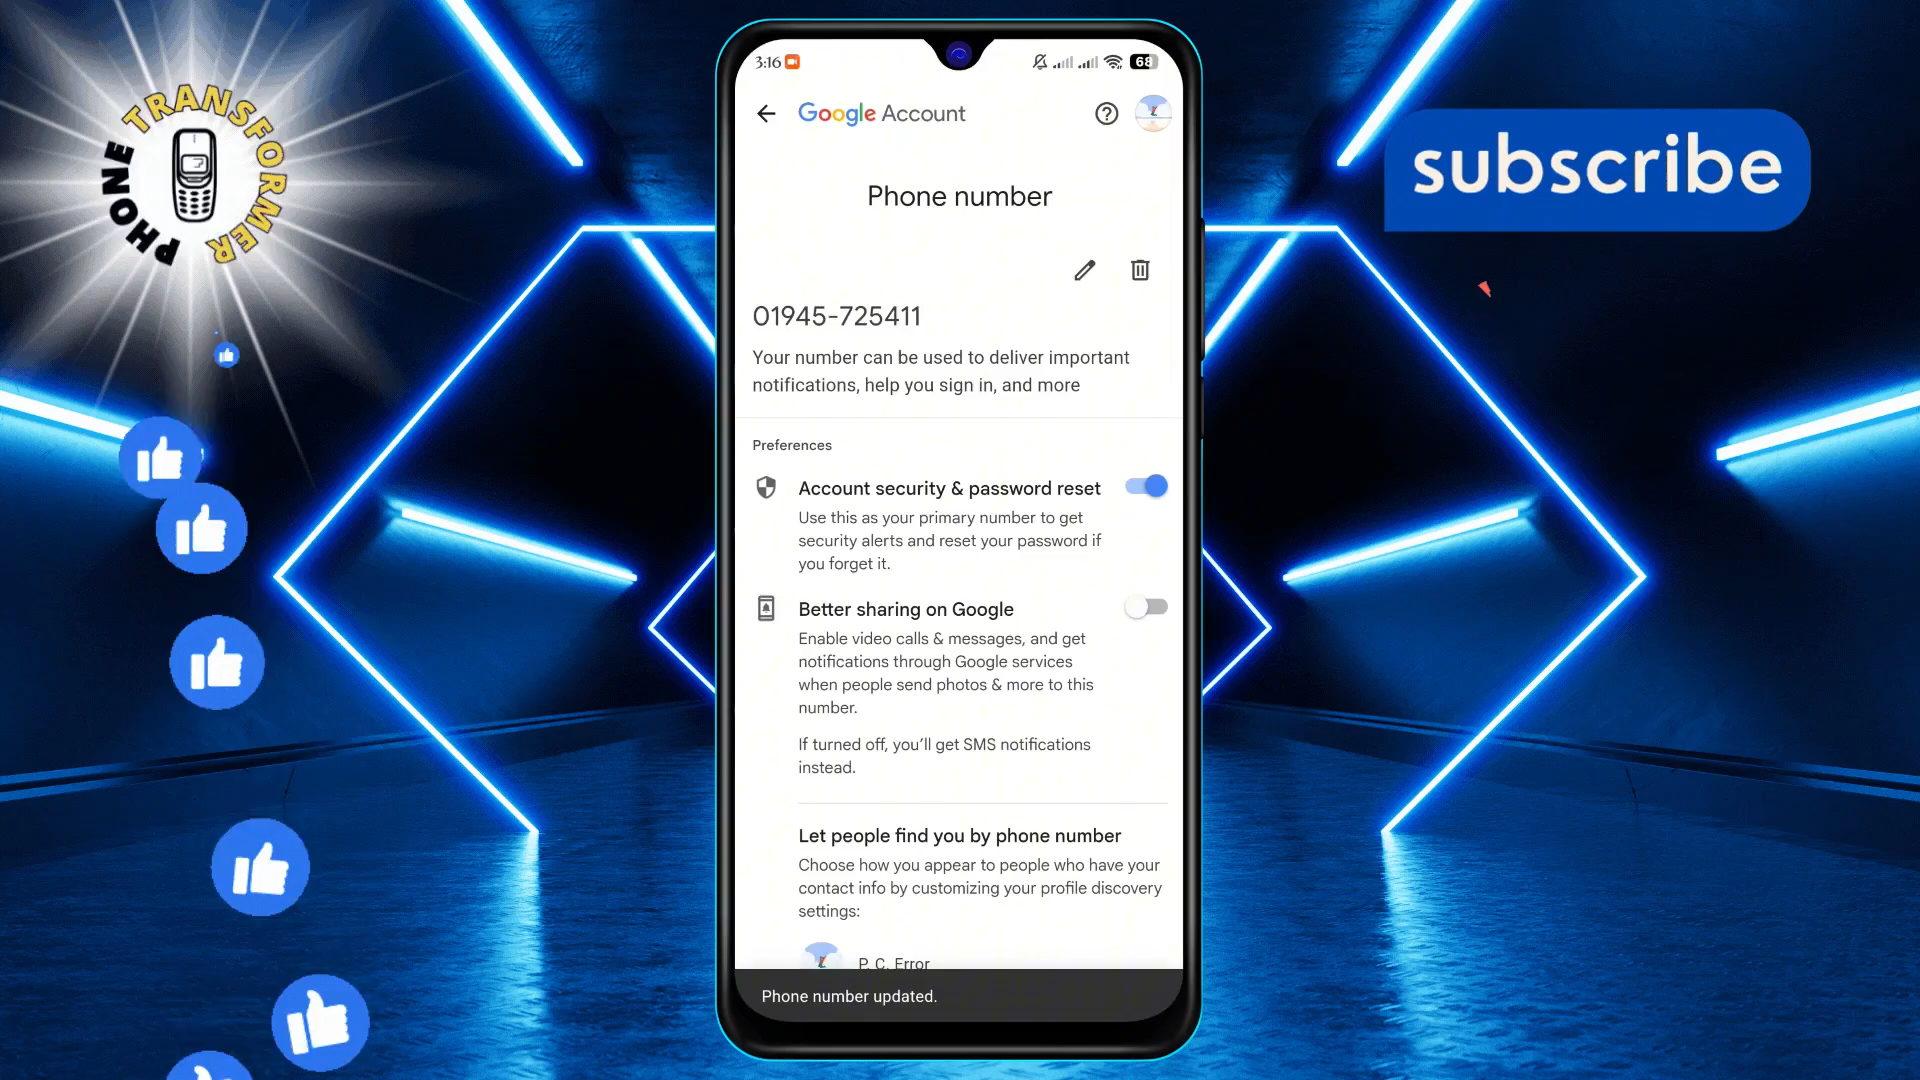 PHONE TRANSFORMER
subscribe
3:16
68
Google Account
Phone number
01945-725411
Your number can be used to deliver important
notifications, help you sign in, and more
Preferences
Account security & password reset
Use this as your primary number to get
security alerts and reset your password if
you forget it.
Better sharing on Google
Enable video calls & messages, and get
notifications through Google services
when people send photos & more to this
number.
If turned off, you’ll get SMS notifications
instead.
Let people find you by phone number
Choose how you appear to people who have your
contact info by customizing your profile discovery
settings:
P. C. Error
Phone number updated.